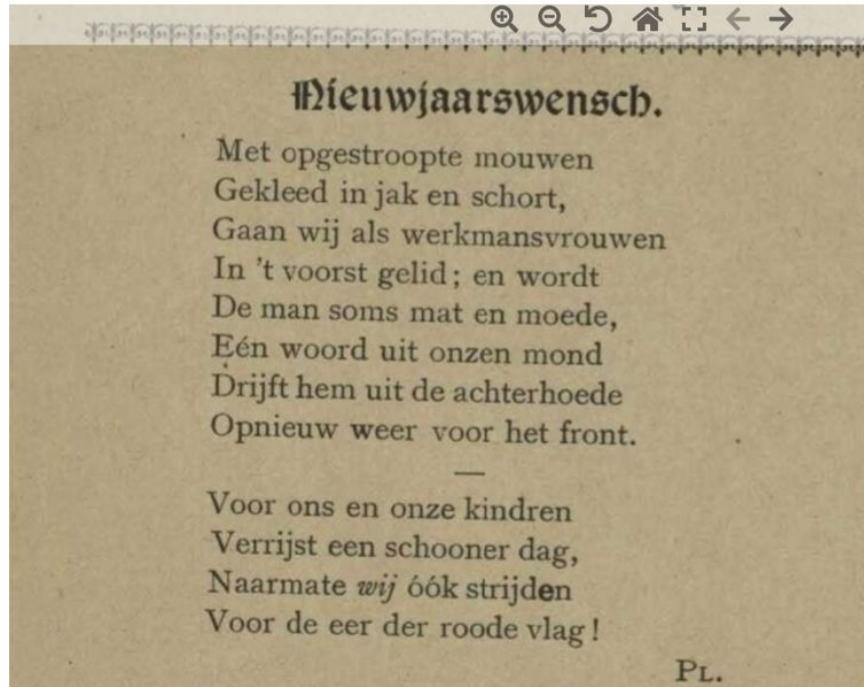 Nieuwjaarswensch.
Met opgestroopte mouwen
Gekleed in jak en schort,
Gaan wij als werkmansvrouwen
In 't voorst gelid; en wordt
De man soms mat en moede,
Eén woord uit onzen mond
Drijft hem uit de achterhoede
Opnieuw weer voor het front.
—
Voor ons en onze kindren
Verrijst een schooner dag,
Naarmate wij óók strijden
Voor de eer der roode vlag!
PL.